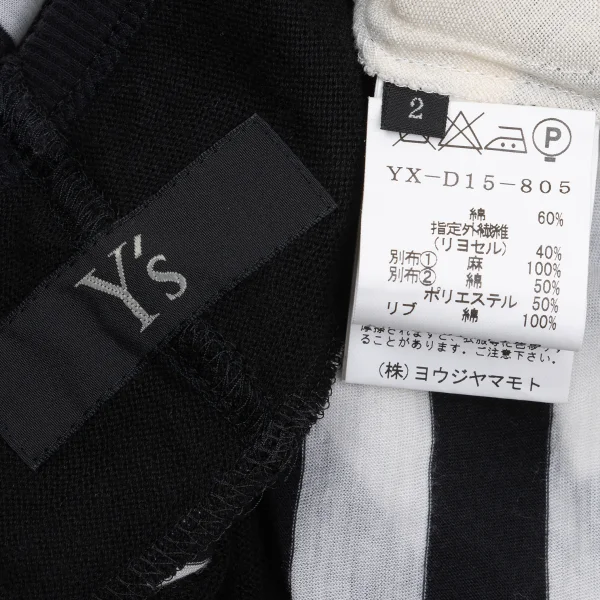 Y's
2
P
YX-D15-805
綿 60%
指定外繊維
(リヨセル) 40%
別布① 麻 100%
別布② 綿 50%
ポリエステル 50%
リブ 綿 100%
ることがあります。ご注意下さい。
(株)ヨウジヤマモト